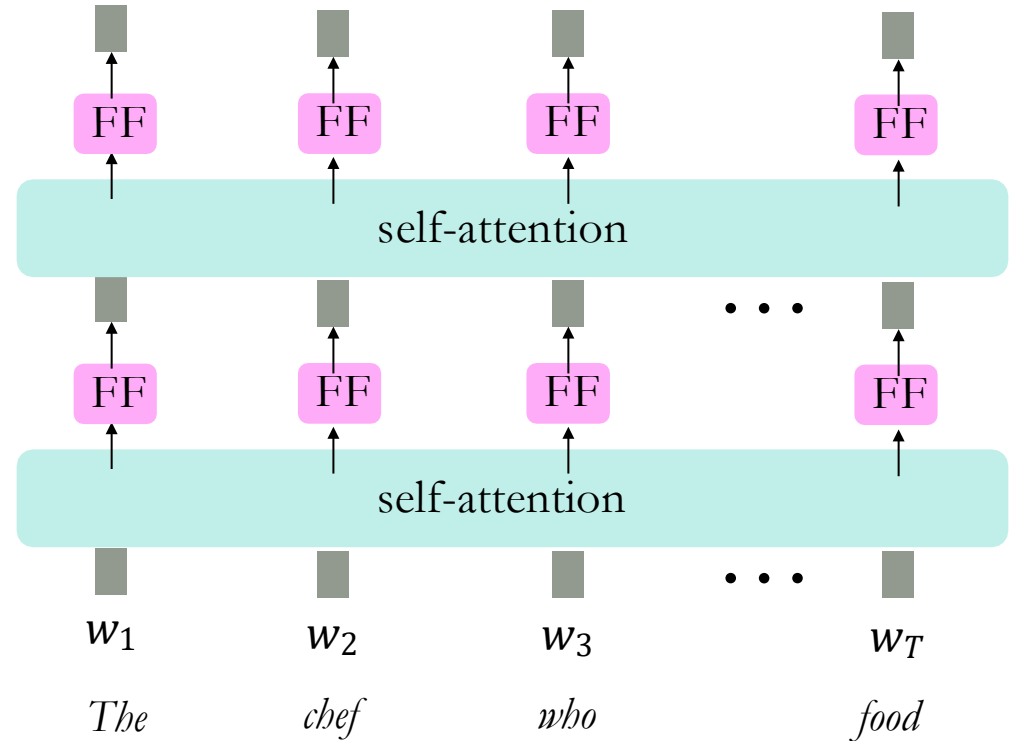 FF FF FF FF
self-attention
. . .
FF FF FF FF
self-attention
. . .
w₁ w₂ w₃ w_T
The chef who food